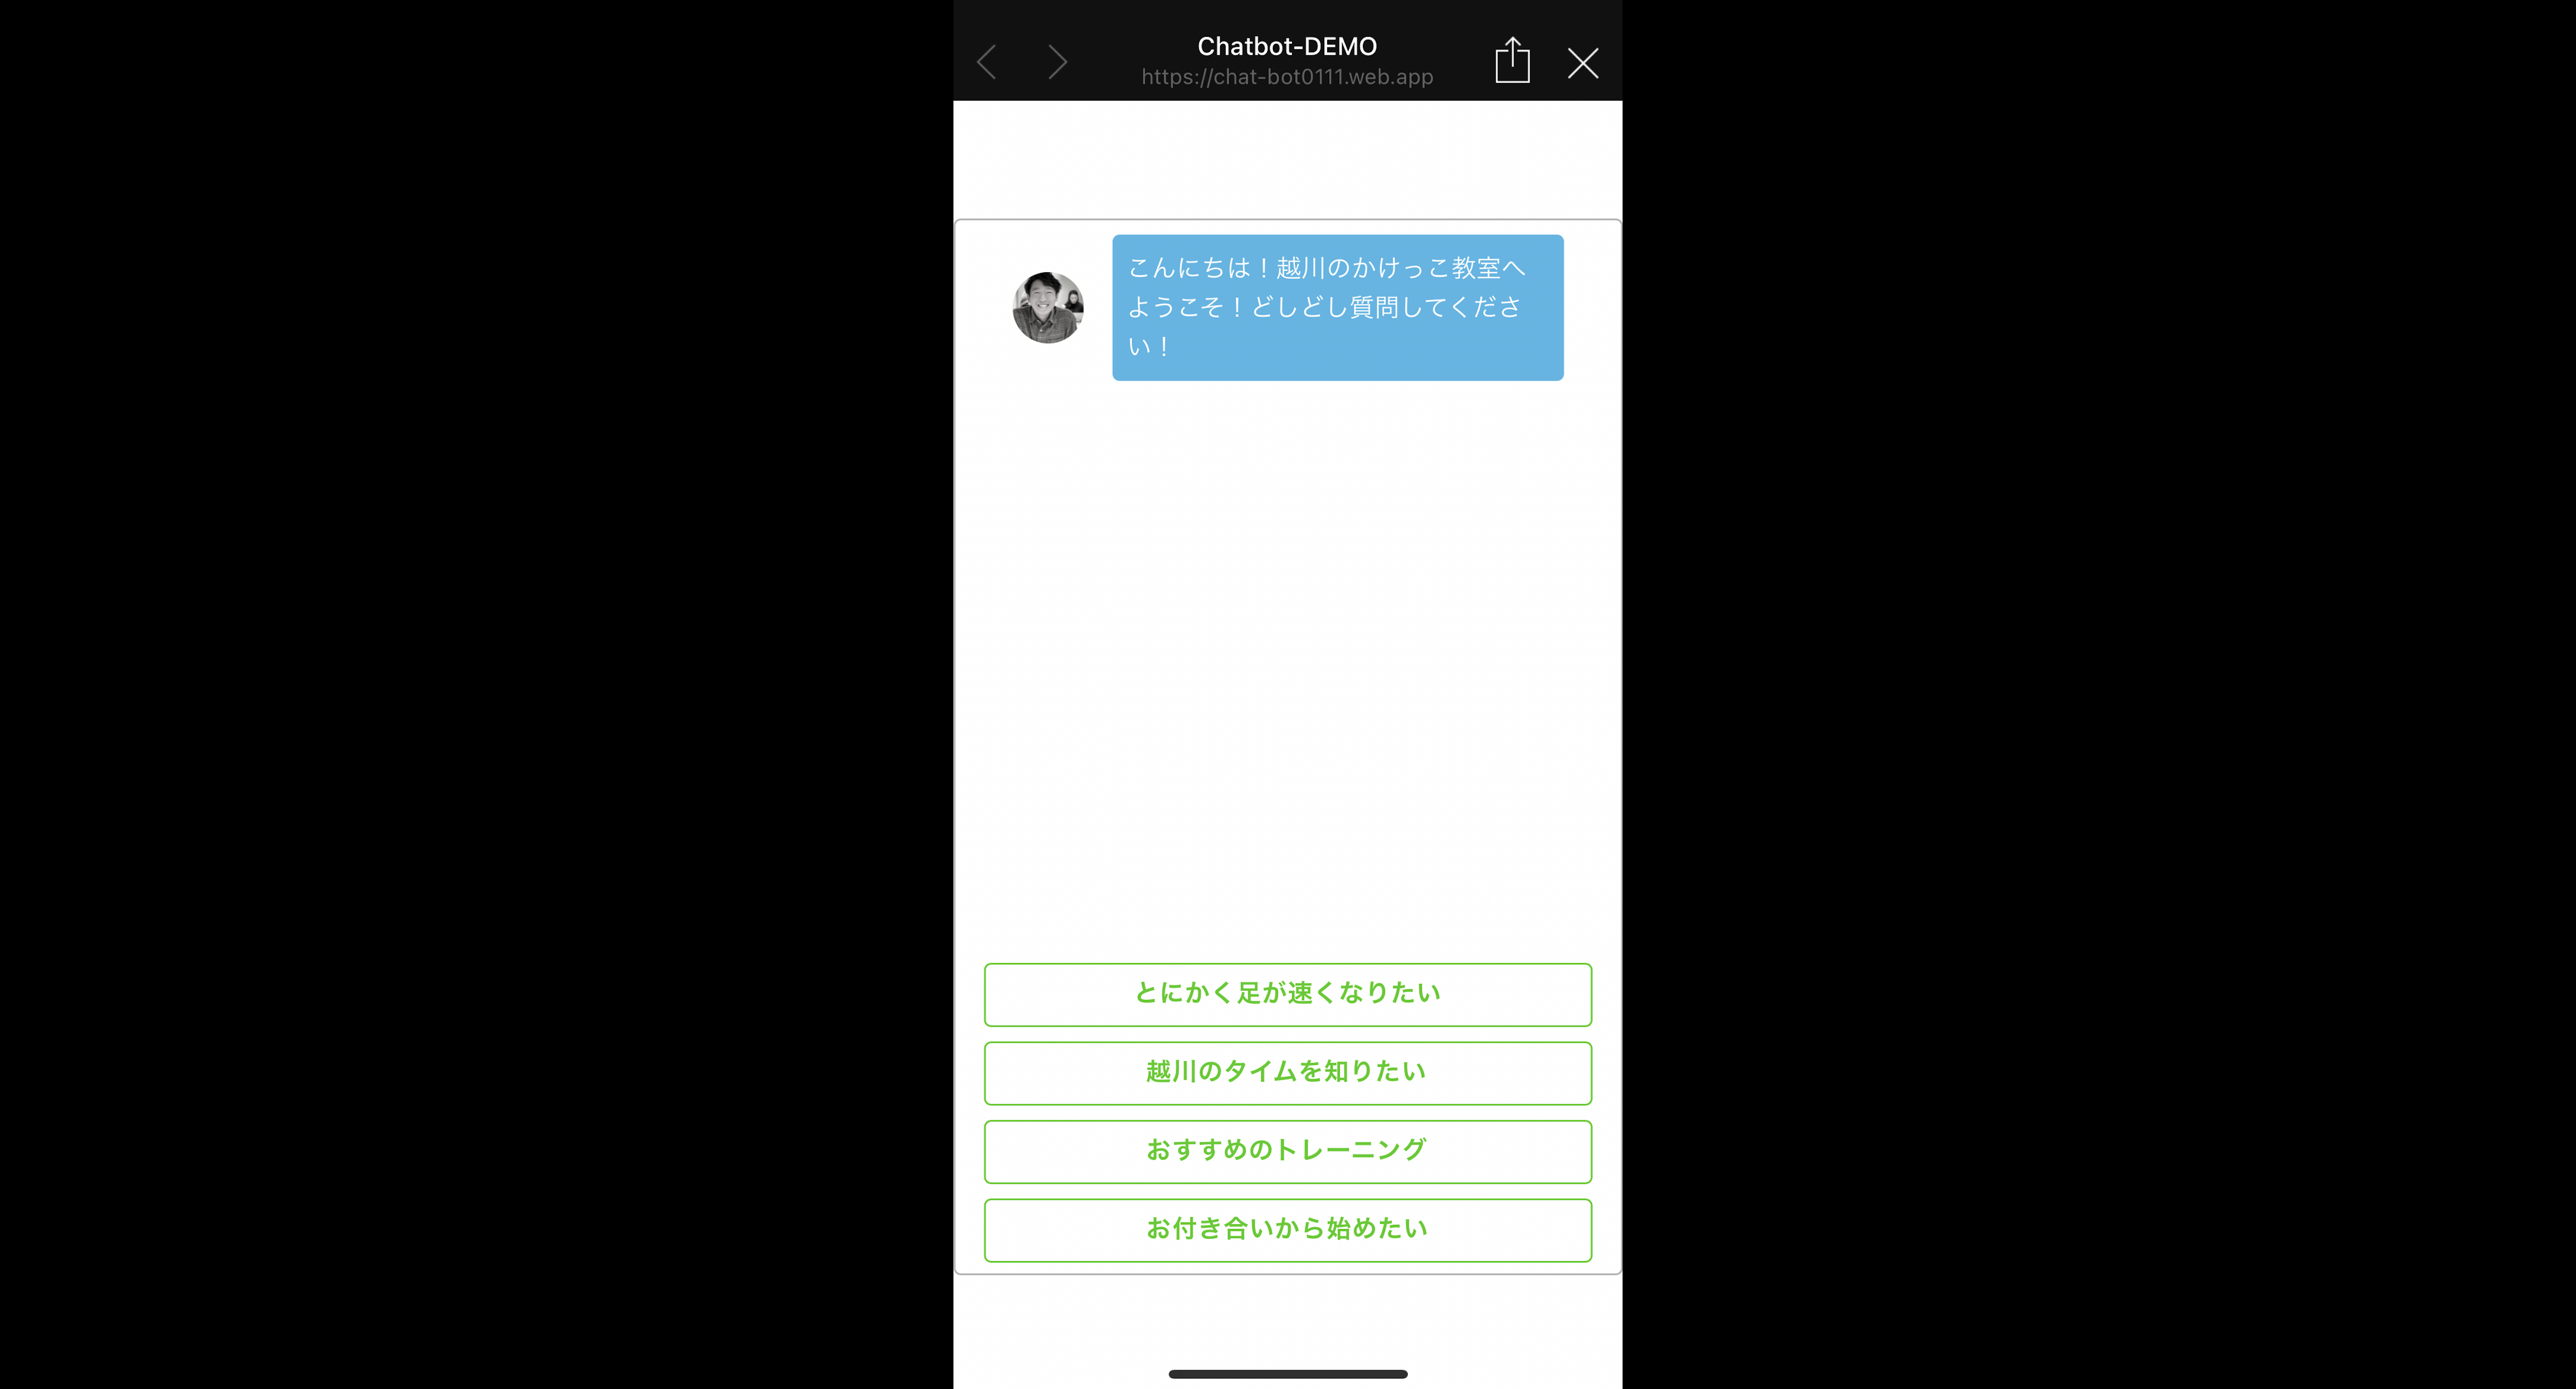 Chatbot-DEMO
https://chat-bot0111.web.app
こんにちは！越川のかけっこ教室へ
ようこそ！どしどし質問してくださ
い！
とにかく足が速くなりたい
越川のタイムを知りたい
おすすめのトレーニング
お付き合いから始めたい